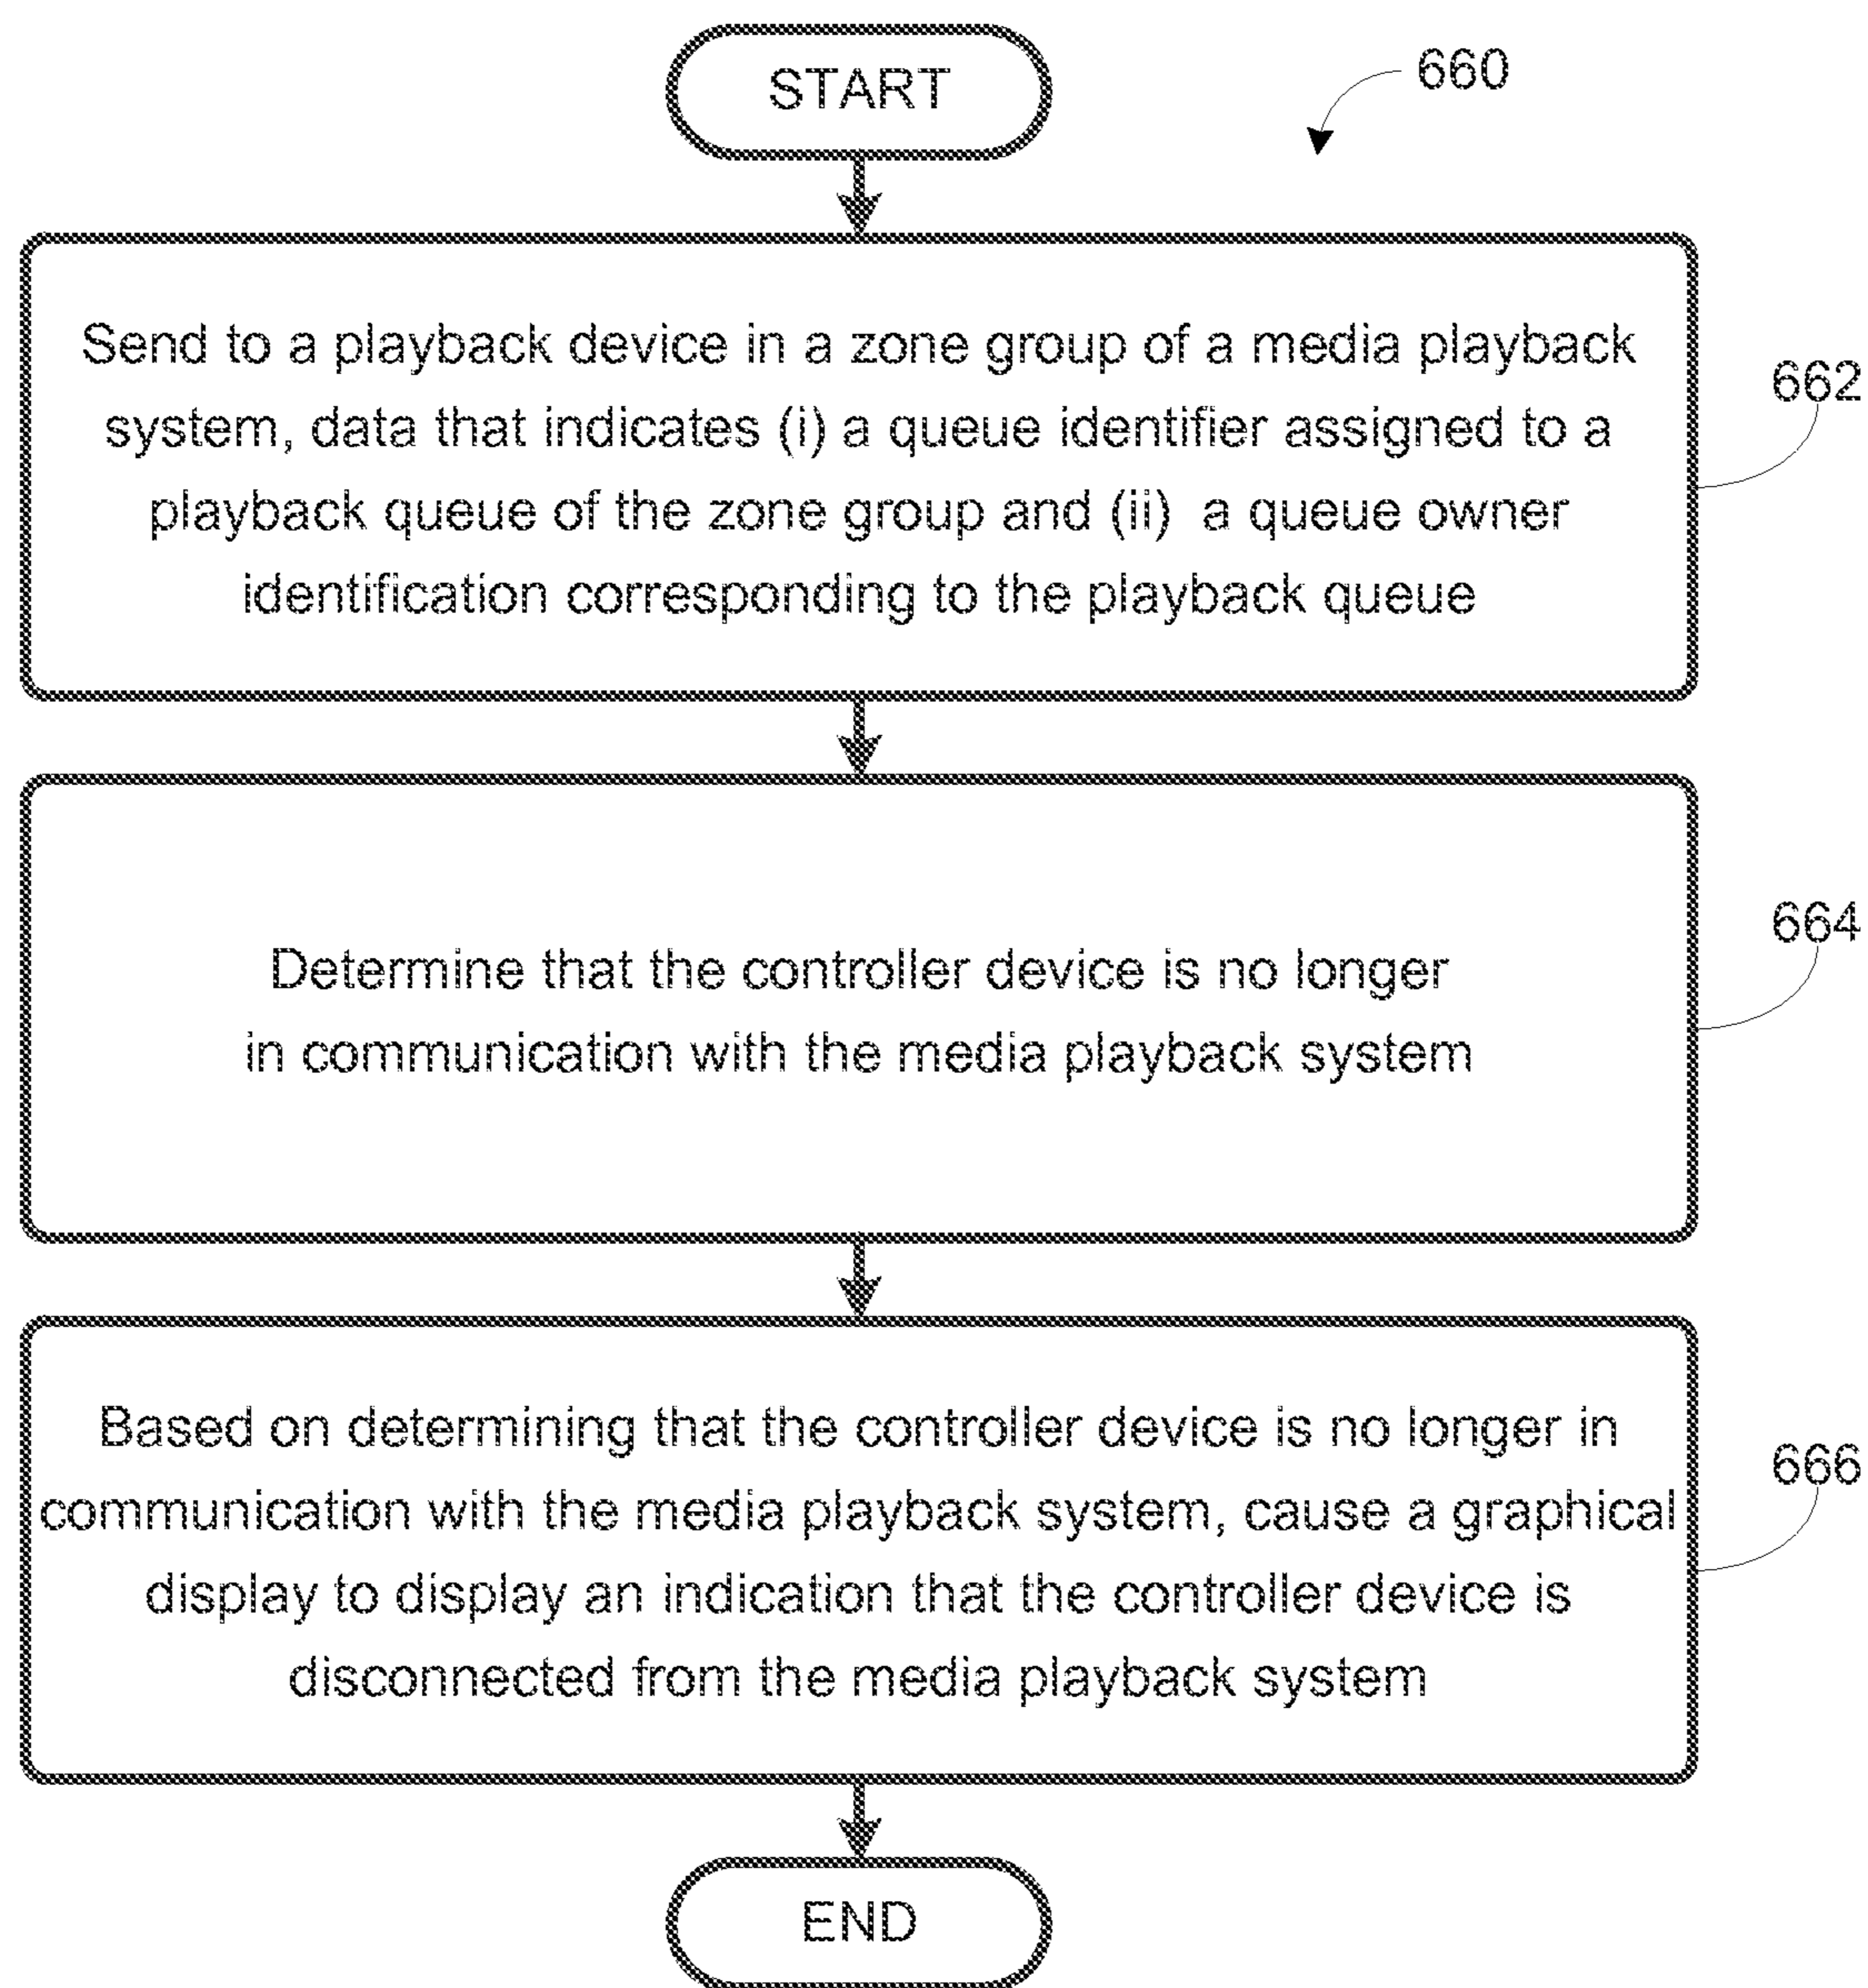 START
660
Send to a playback device in a zone group of a media playback
system, data that indicates (i) a queue identifier assigned to a
playback queue of the zone group and (ii) a queue owner
identification corresponding to the playback queue
662
Determine that the controller device is no longer
in communication with the media playback system
664
Based on determining that the controller device is no longer in
communication with the media playback system, cause a graphical
display to display an indication that the controller device is
disconnected from the media playback system
666
END